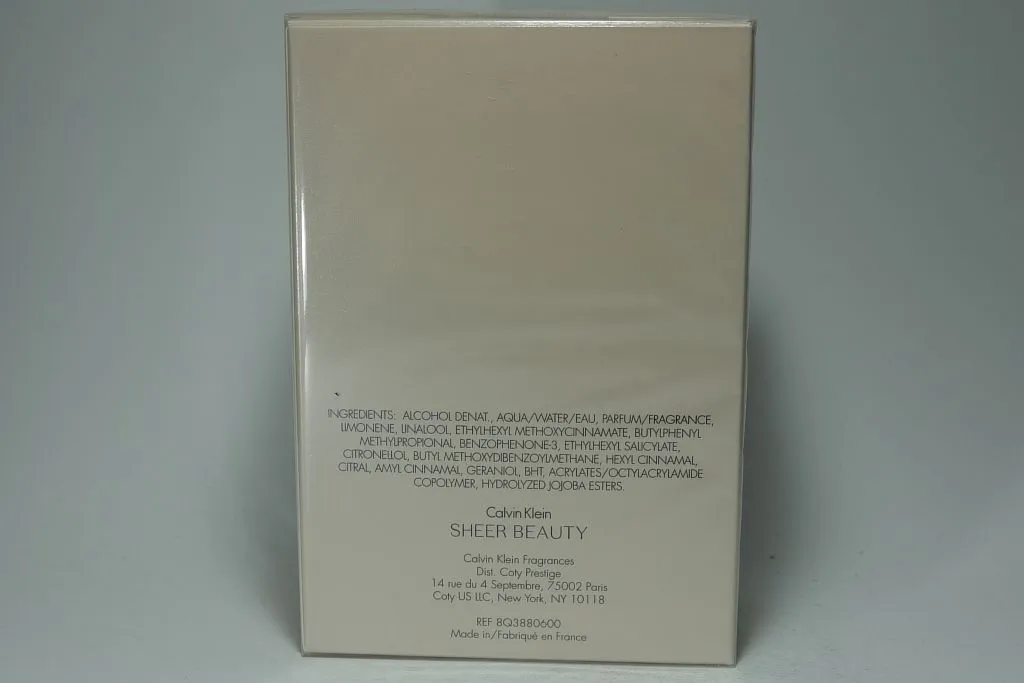 INGREDIENTS: ALCOHOL DENAT., AQUA/WATER/EAU, PARFUM/FRAGRANCE,
LIMONENE, LINALOOL, ETHYLHEXYL METHOXYCINNAMATE, BUTYLPHENYL
METHYLPROPIONAL, BENZOPHENONE-3, ETHYLHEXYL SALICYLATE,
CITRONELLOL, BUTYL METHOXYDIBENZOYLMETHANE, HEXYL CINNAMAL,
CITRAL, AMYL CINNAMAL, GERANIOL, BHT, ACRYLATES/OCTYLACRYLAMIDE
COPOLYMER, HYDROLYZED JOJOBA ESTERS.
Calvin Klein
SHEER BEAUTY
Calvin Klein Fragrances
Dist. Coty Prestige
14 rue du 4 Septembre, 75002 Paris
Coty US LLC, New York, NY 10118
REF 8Q3880600
Made in/Fabriqué en France